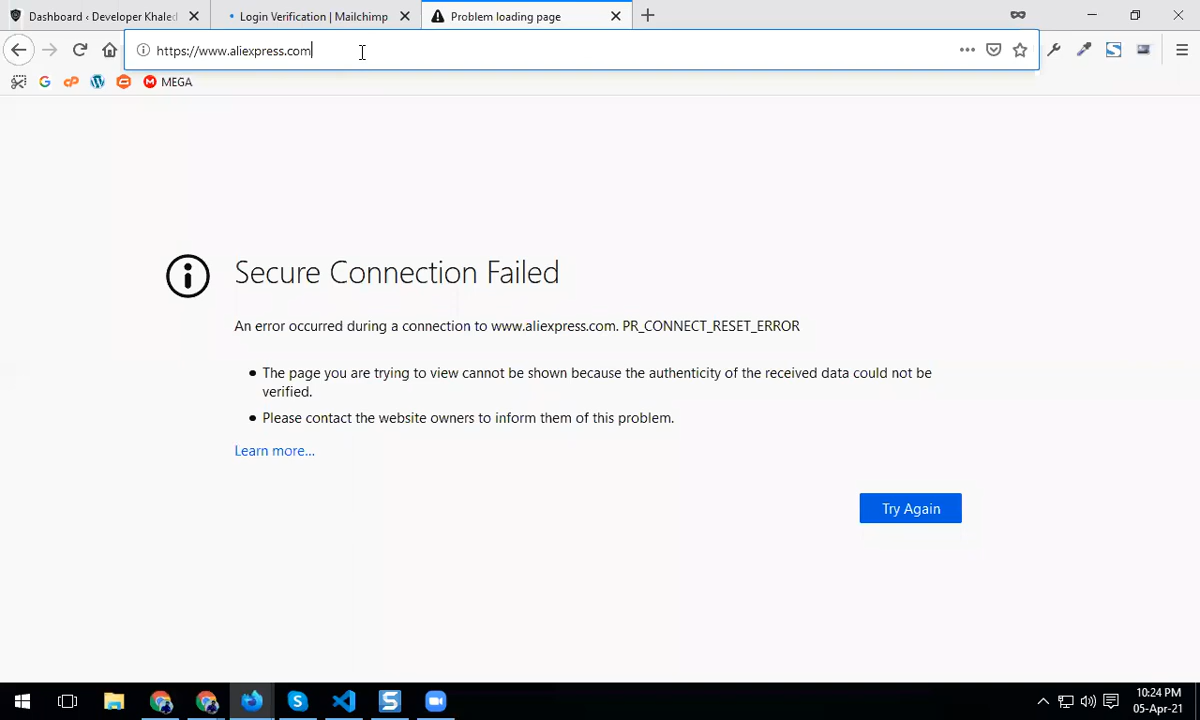 Dashboard ‹ Developer Khaled
Login Verification | Mailchimp
Problem loading page
https://www.aliexpress.com
MEGA
Secure Connection Failed
An error occurred during a connection to www.aliexpress.com. PR_CONNECT_RESET_ERROR
The page you are trying to view cannot be shown because the authenticity of the received data could not be
verified.
Please contact the website owners to inform them of this problem.
Learn more...
Try Again
10:24 PM
05-Apr-21